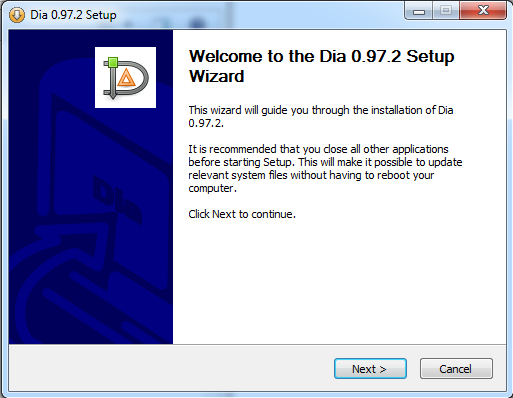 Dia 0.97.2 Setup
Welcome to the Dia 0.97.2 Setup
Wizard
This wizard will guide you through the installation of Dia
0.97.2.
It is recommended that you close all other applications
before starting Setup. This will make it possible to update
relevant system files without having to reboot your
computer.
Click Next to continue.
Next >
Cancel